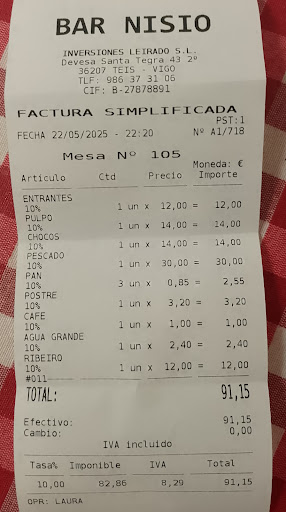 BAR NISIO
INVERSIONES LEIRADO S.L.
Devesa Santa Tegra 43 2º
36207 TEIS - VIGO
TLF: 986 37 31 06
CIF: B-27878891
FACTURA SIMPLIFICADA
PST:1
FECHA 22/05/2025 - 22:20 Nº A1/718
Mesa Nº 105
Moneda: €
Articulo Ctd Precio Importe
ENTRANTES
10% 1 un x 12,00 = 12,00
PULPO
10% 1 un x 14,00 = 14,00
CHOCOS
10% 1 un x 14,00 = 14,00
PESCADO
10% 1 un x 30,00 = 30,00
PAN
10% 3 un x 0,85 = 2,55
POSTRE
10% 1 un x 3,20 = 3,20
CAFE
10% 1 un x 1,00 = 1,00
AGUA GRANDE
10% 1 un x 2,40 = 2,40
RIBEIRO
10% 1 un x 12,00 = 12,00
#011
TOTAL: 91,15
Efectivo: 91,15
Cambio: 0,00
IVA incluido
Tasa% Imponible IVA Total
10,00 82,86 8,29 91,15
OPR: LAURA